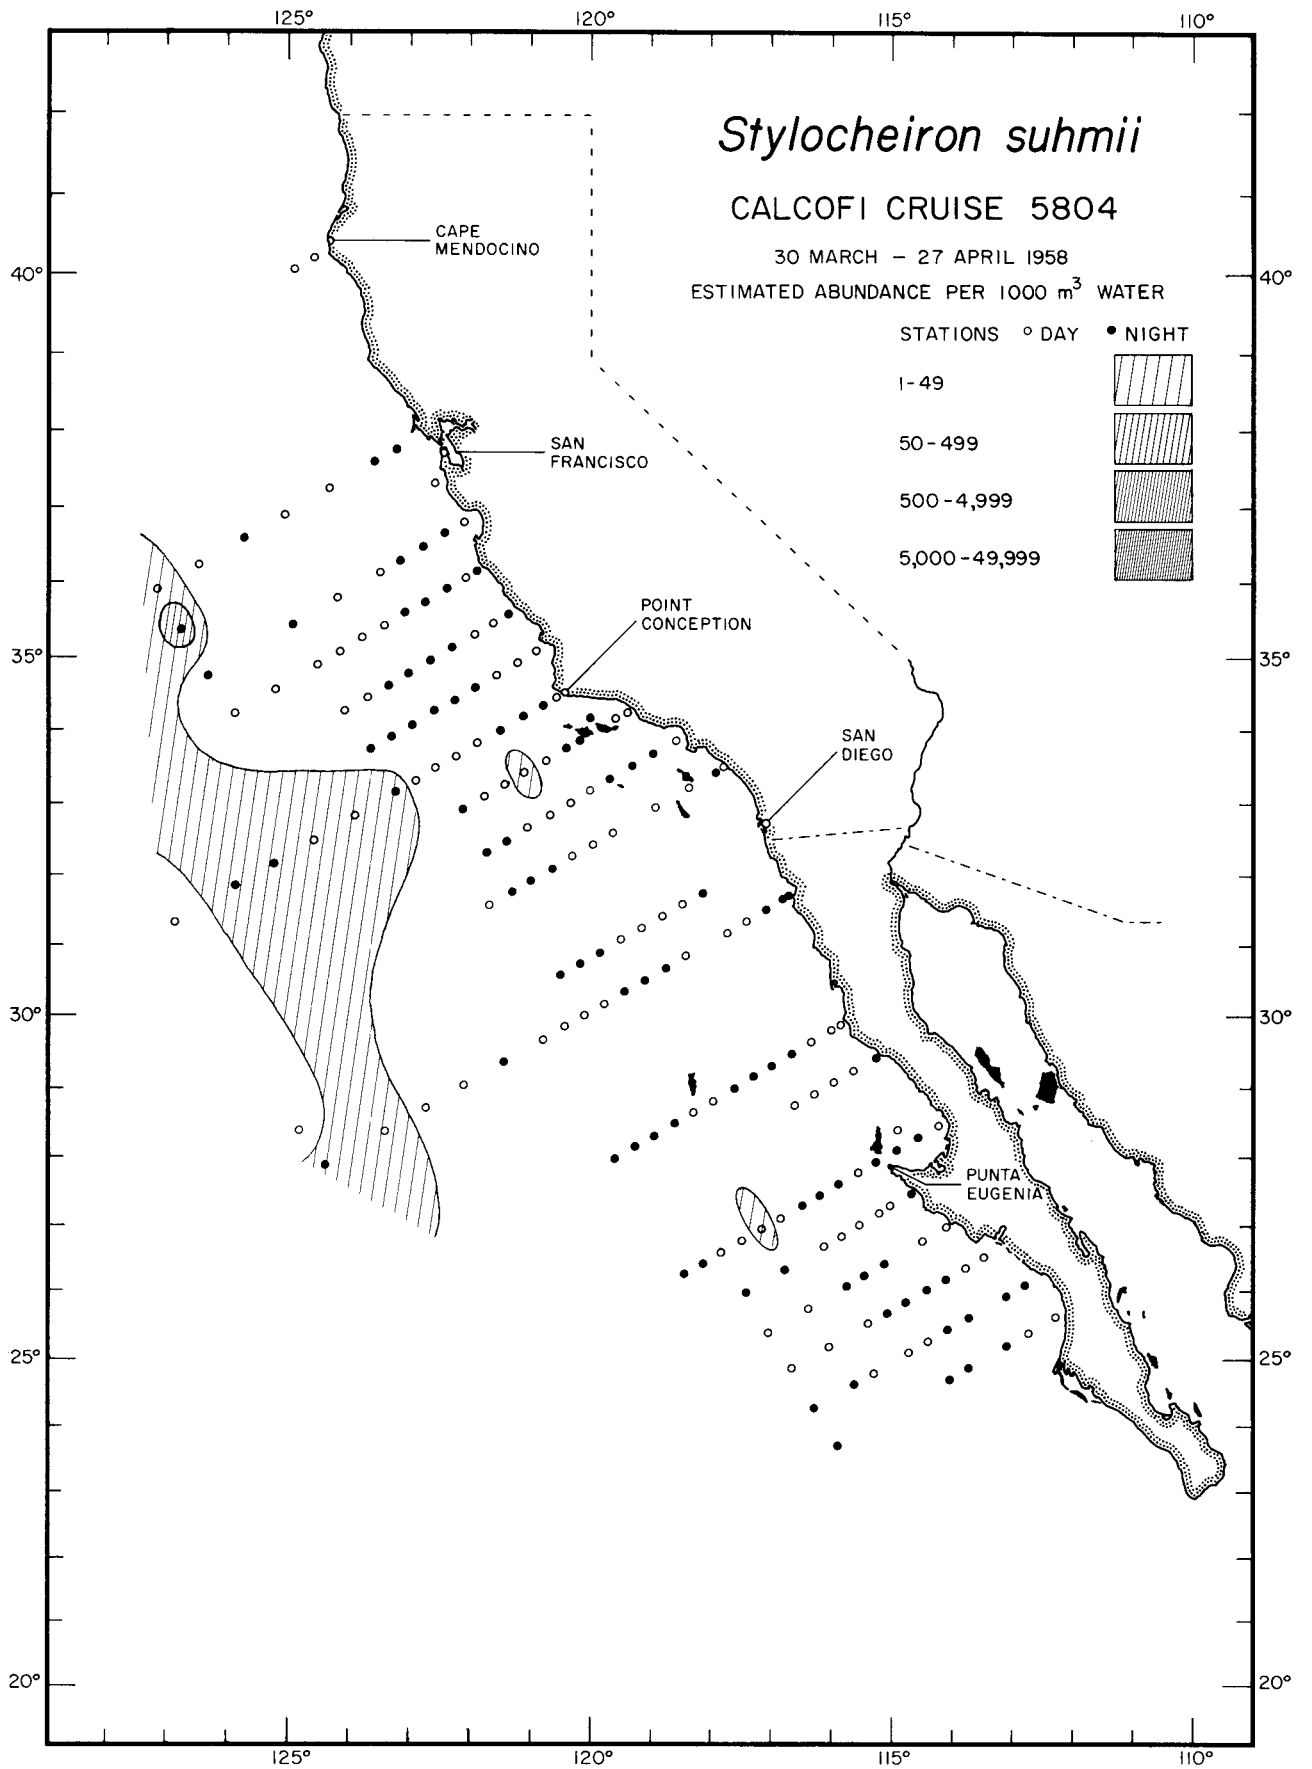 125° 120° 115° 110°
Stylocheiron suhmii
CALCOFI CRUISE 5804
30 MARCH – 27 APRIL 1958
ESTIMATED ABUNDANCE PER 1000 m³ WATER
STATIONS ○ DAY ● NIGHT
1-49
50-499
500-4,999
5,000-49,999
CAPE
MENDOCINO
40° 40°
SAN
FRANCISCO
POINT
CONCEPTION
35° 35°
SAN
DIEGO
30° 30°
PUNTA
EUGENIA
25° 25°
20° 20°
125° 120° 115° 110°